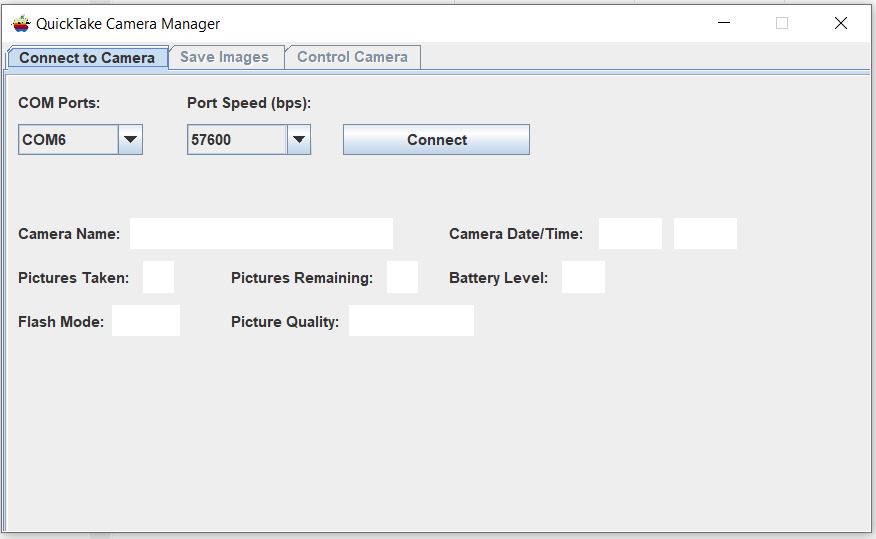 QuickTake Camera Manager
Connect to Camera Save Images Control Camera
COM Ports: Port Speed (bps):
COM6 57600 Connect
Camera Name: Camera Date/Time:
Pictures Taken: Pictures Remaining: Battery Level:
Flash Mode: Picture Quality: